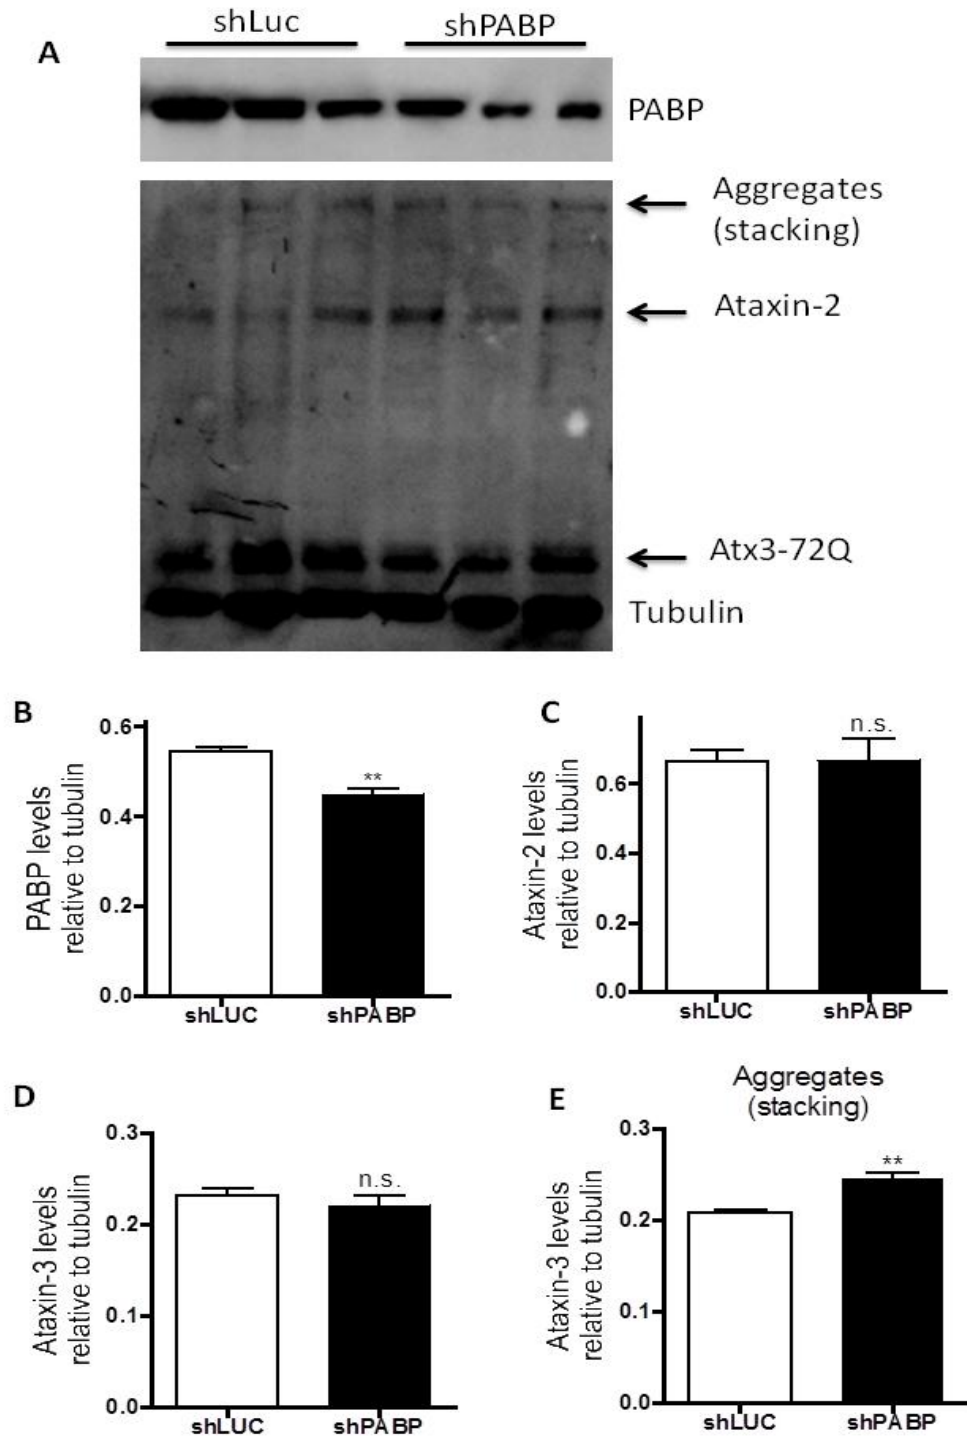 shLuc shPABP
A
PABP
Aggregates
(stacking)
Ataxin-2
Atx3-72Q
Tubulin
B
PABP levels
relative to tubulin
0.6
0.4
0.2
0.0
**
shLUC shPABP
C
Ataxin-2 levels
relative to tubulin
0.6
0.4
0.2
0.0
n.s.
shLUC shPABP
D
Ataxin-3 levels
relative to tubulin
0.3
0.2
0.1
0.0
n.s.
shLUC shPABP
E
Aggregates
(stacking)
Ataxin-3 levels
relative to tubulin
0.3
0.2
0.1
0.0
**
shLUC shPABP